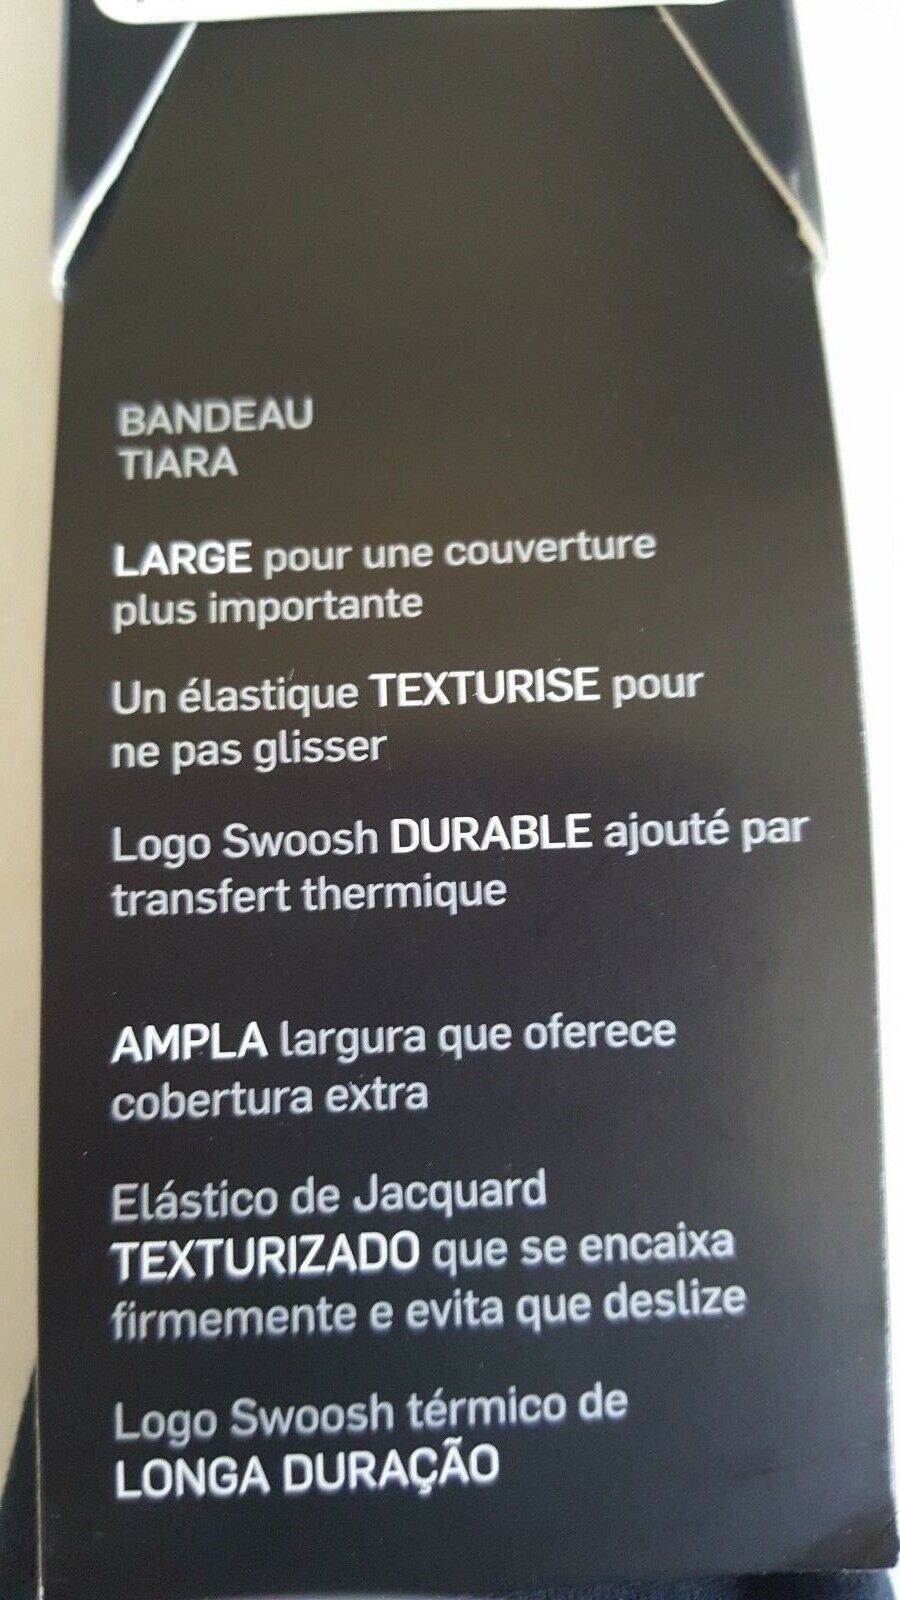 BANDEAU
TIARA
LARGE pour une couverture
plus importante
Un élastique TEXTURISE pour
ne pas glisser
Logo Swoosh DURABLE ajouté par
transfert thermique
AMPLA largura que oferece
cobertura extra
Elástico de Jacquard
TEXTURIZADO que se encaixa
firmemente e evita que deslize
Logo Swoosh térmico de
LONGA DURAÇÃO